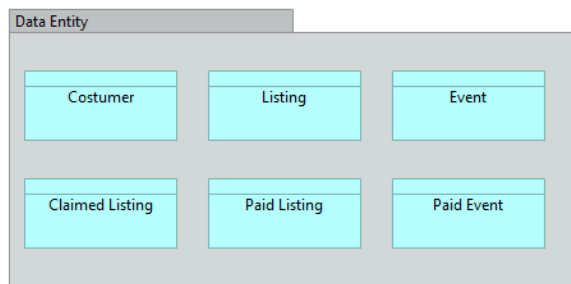 Data Entity
Costumer
Listing
Event
Claimed Listing
Paid Listing
Paid Event